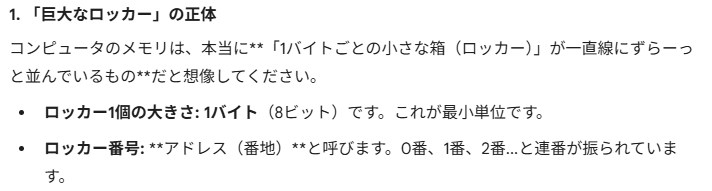 1. 「巨大なロッカー」の正体
コンピュータのメモリは、本当に**「1バイトごとの小さな箱（ロッカー）」が一直線にずらーっ
と並んでいるもの**だと想像してください。
• ロッカー1個の大きさ: 1バイト（8ビット）です。これが最小単位です。
• ロッカー番号: **アドレス（番地）**と呼びます。0番、1番、2番...と連番が振られていま
す。